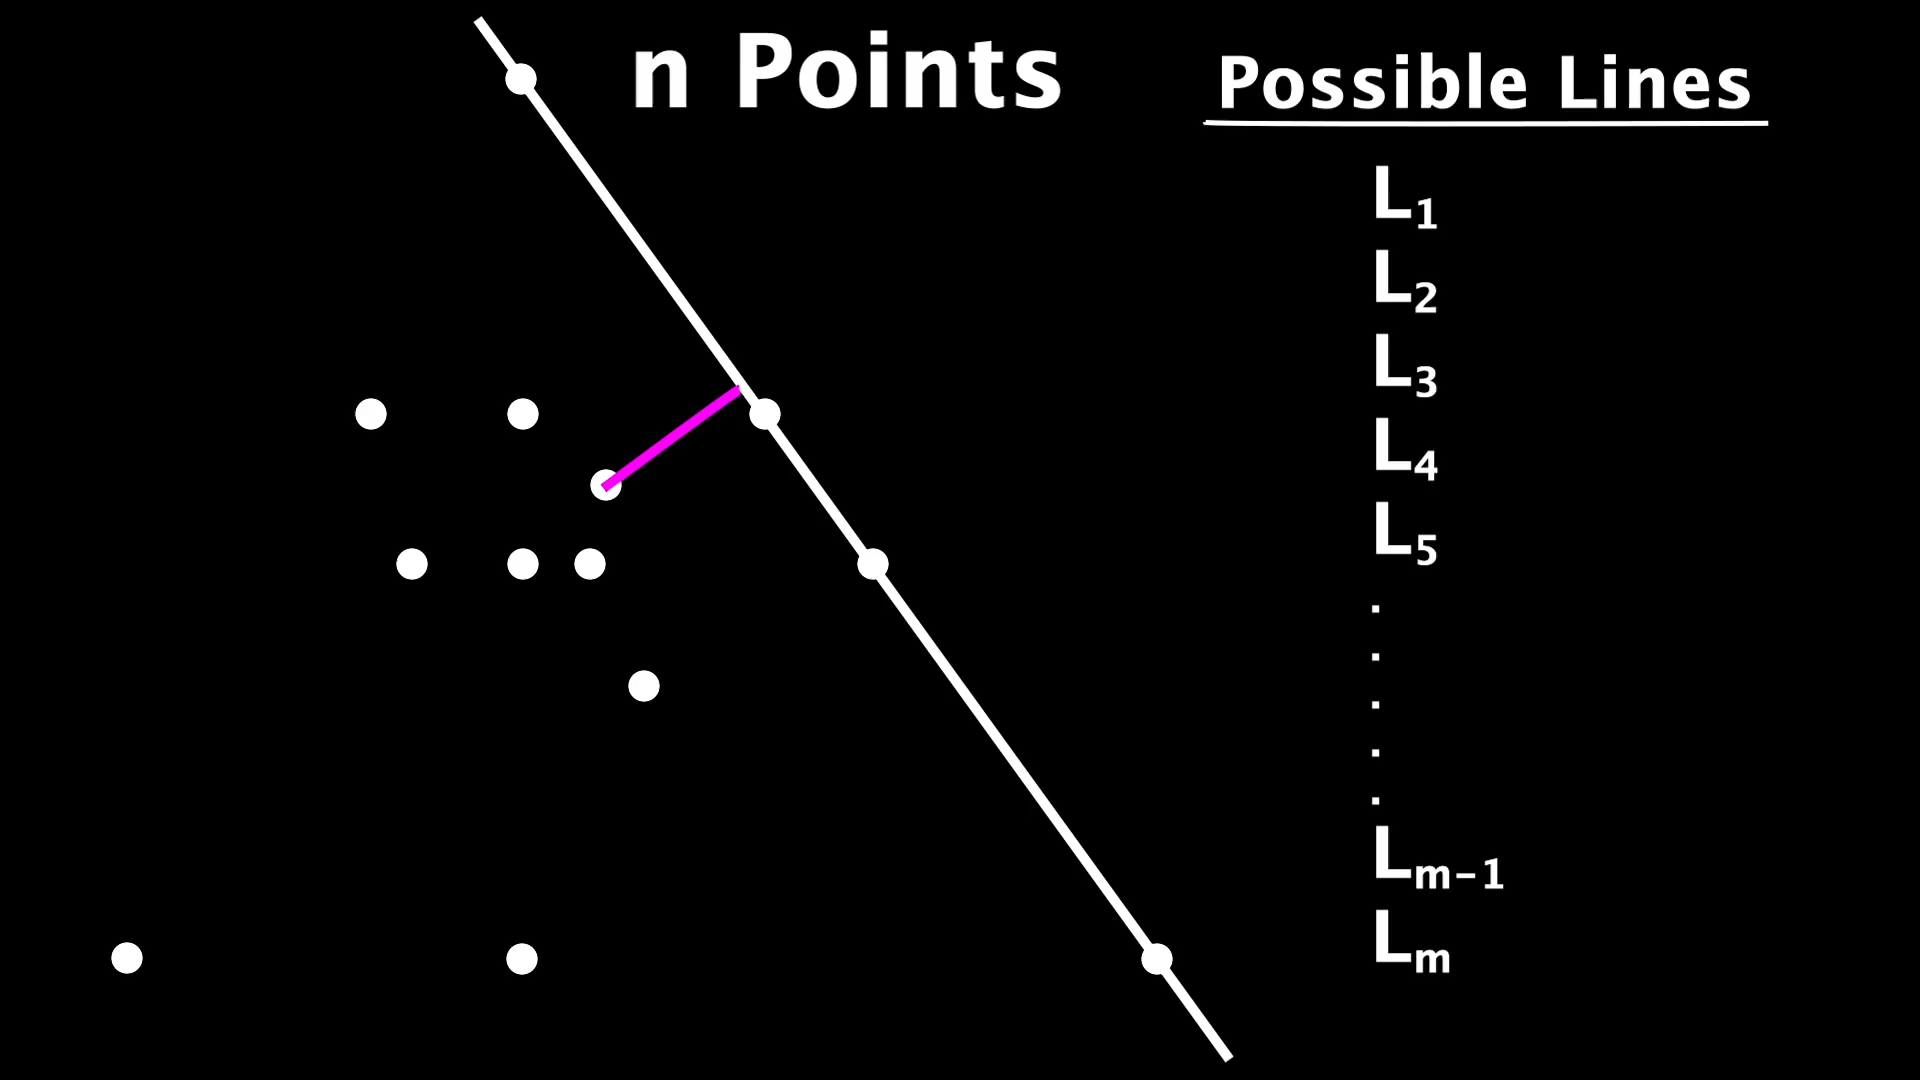 n Points
Possible Lines
L₁
L₂
L₃
L₄
L₅
.
.
.
.
.
Lₘ₋₁
Lₘ